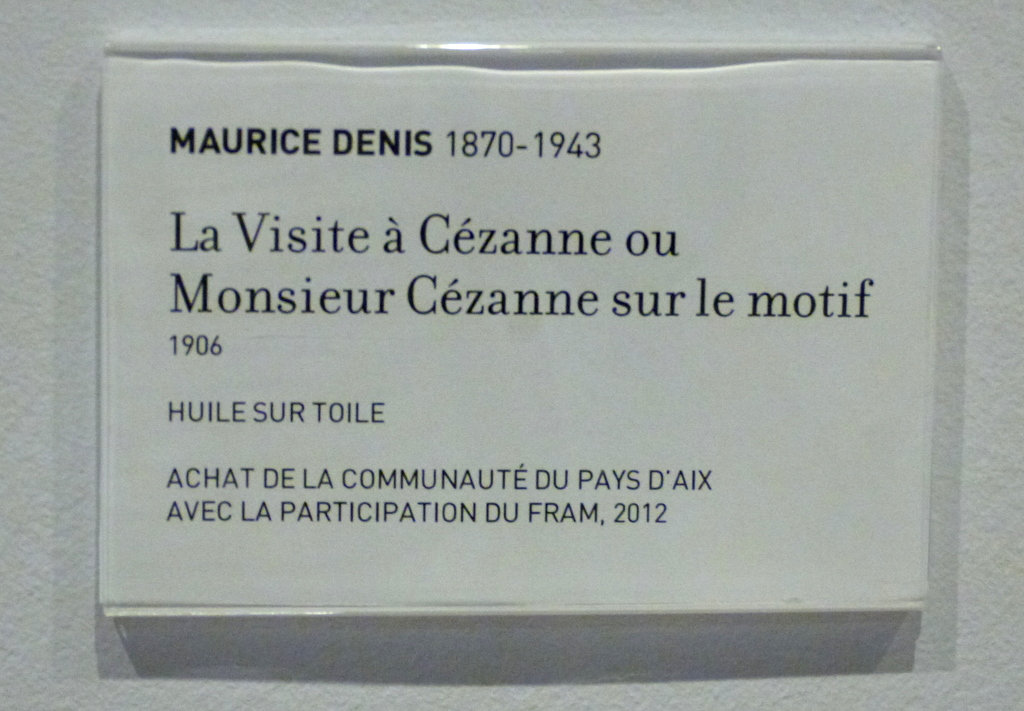 MAURICE DENIS 1870-1943
La Visite à Cézanne ou
Monsieur Cézanne sur le motif
1906
HUILE SUR TOILE
ACHAT DE LA COMMUNAUTÉ DU PAYS D'AIX
AVEC LA PARTICIPATION DU FRAM, 2012